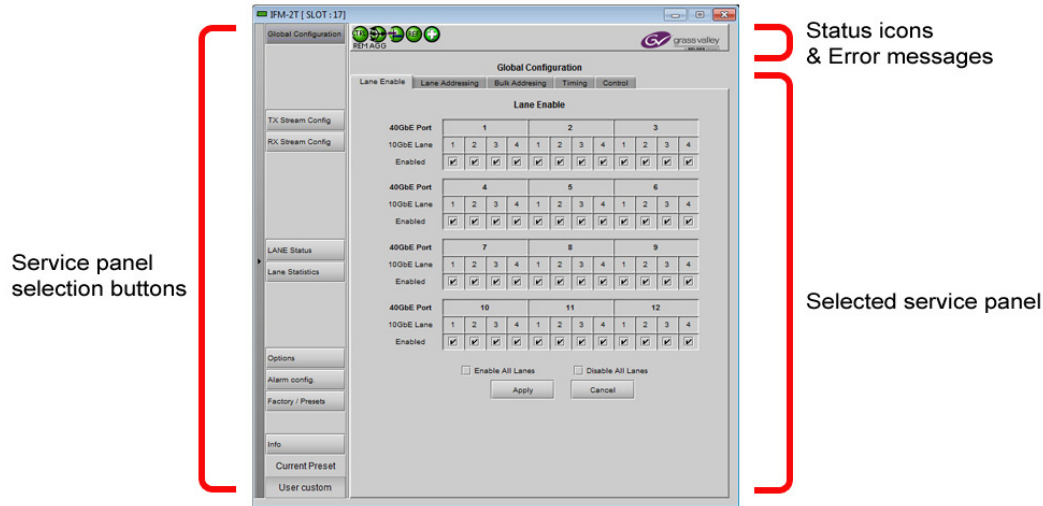 IFM-2T [ SLOT : 17]
Global Configuration
REM AGG
grass valley
Status icons
& Error messages
Global Configuration
Lane Enable Lane Addressing Bulk Addresing Timing Control
Lane Enable
TX Stream Config
RX Stream Config
40GbE Port 1 2 3
10GbE Lane 1 2 3 4 1 2 3 4 1 2 3 4
Enabled
40GbE Port 4 5 6
10GbE Lane 1 2 3 4 1 2 3 4 1 2 3 4
Enabled
LANE Status
Lane Statistics
40GbE Port 7 8 9
10GbE Lane 1 2 3 4 1 2 3 4 1 2 3 4
Enabled
40GbE Port 10 11 12
10GbE Lane 1 2 3 4 1 2 3 4 1 2 3 4
Enabled
Service panel
selection buttons
Selected service panel
Options
Alarm config.
Factory / Presets
Enable All Lanes Disable All Lanes
Apply Cancel
Info
Current Preset
User custom